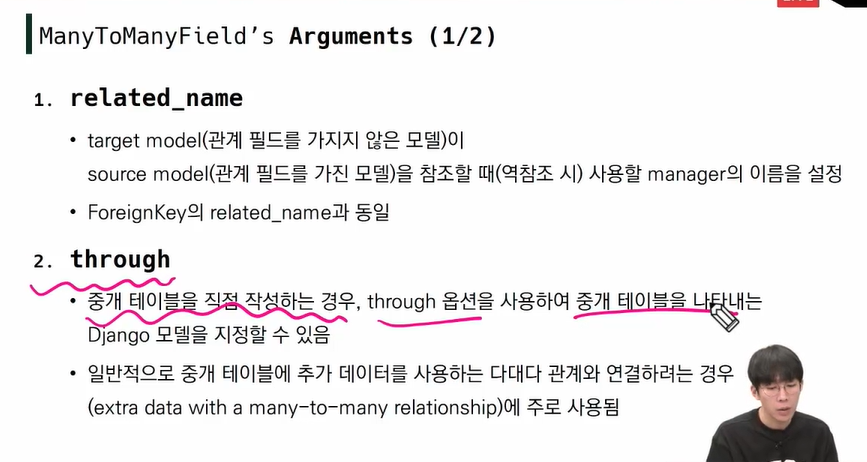 ManyToManyField's Arguments (1/2)
1. related_name
• target model(관계 필드를 가지지 않은 모델)이
source model(관계 필드를 가진 모델)을 참조할 때(역참조 시) 사용할 manager의 이름을 설정
• ForeignKey의 related_name과 동일
2. through
• 중개 테이블을 직접 작성하는 경우, through 옵션을 사용하여 중개 테이블을 나타내는
Django 모델을 지정할 수 있음
• 일반적으로 중개 테이블에 추가 데이터를 사용하는 다대다 관계와 연결하려는 경우
(extra data with a many-to-many relationship)에 주로 사용됨